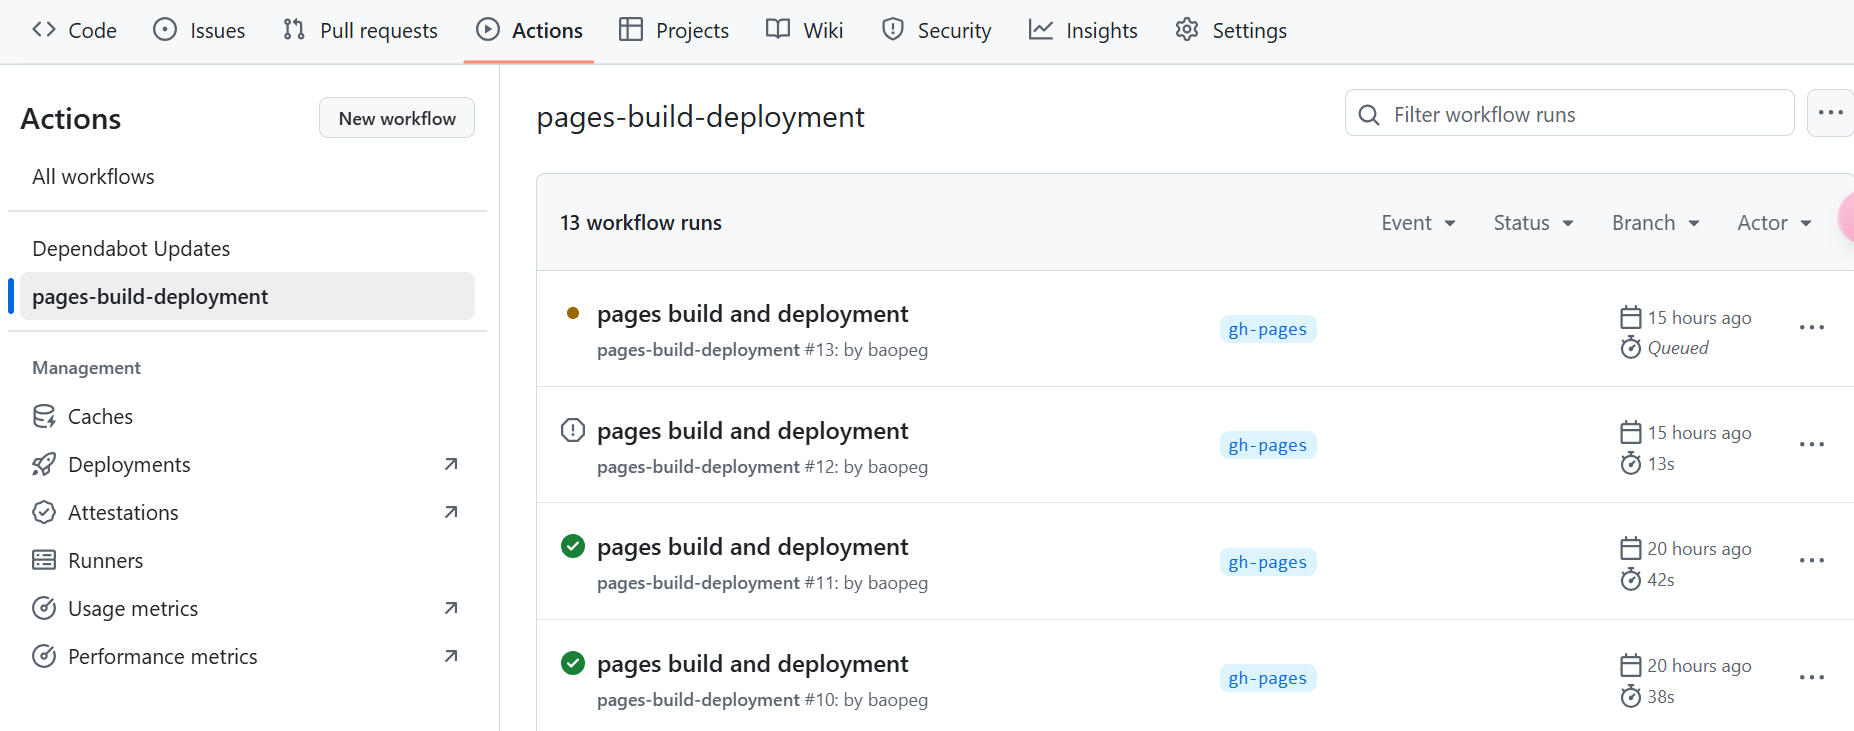 Code Issues Pull requests Actions Projects Wiki Security Insights Settings
Actions
New workflow
All workflows
Dependabot Updates
pages-build-deployment
Management
Caches
Deployments
Attestations
Runners
Usage metrics
Performance metrics
pages-build-deployment
Filter workflow runs
13 workflow runs
Event Status Branch Actor
pages build and deployment
pages-build-deployment #13: by baopeg
gh-pages
15 hours ago
Queued
pages build and deployment
pages-build-deployment #12: by baopeg
gh-pages
15 hours ago
13s
pages build and deployment
pages-build-deployment #11: by baopeg
gh-pages
20 hours ago
42s
pages build and deployment
pages-build-deployment #10: by baopeg
gh-pages
20 hours ago
38s